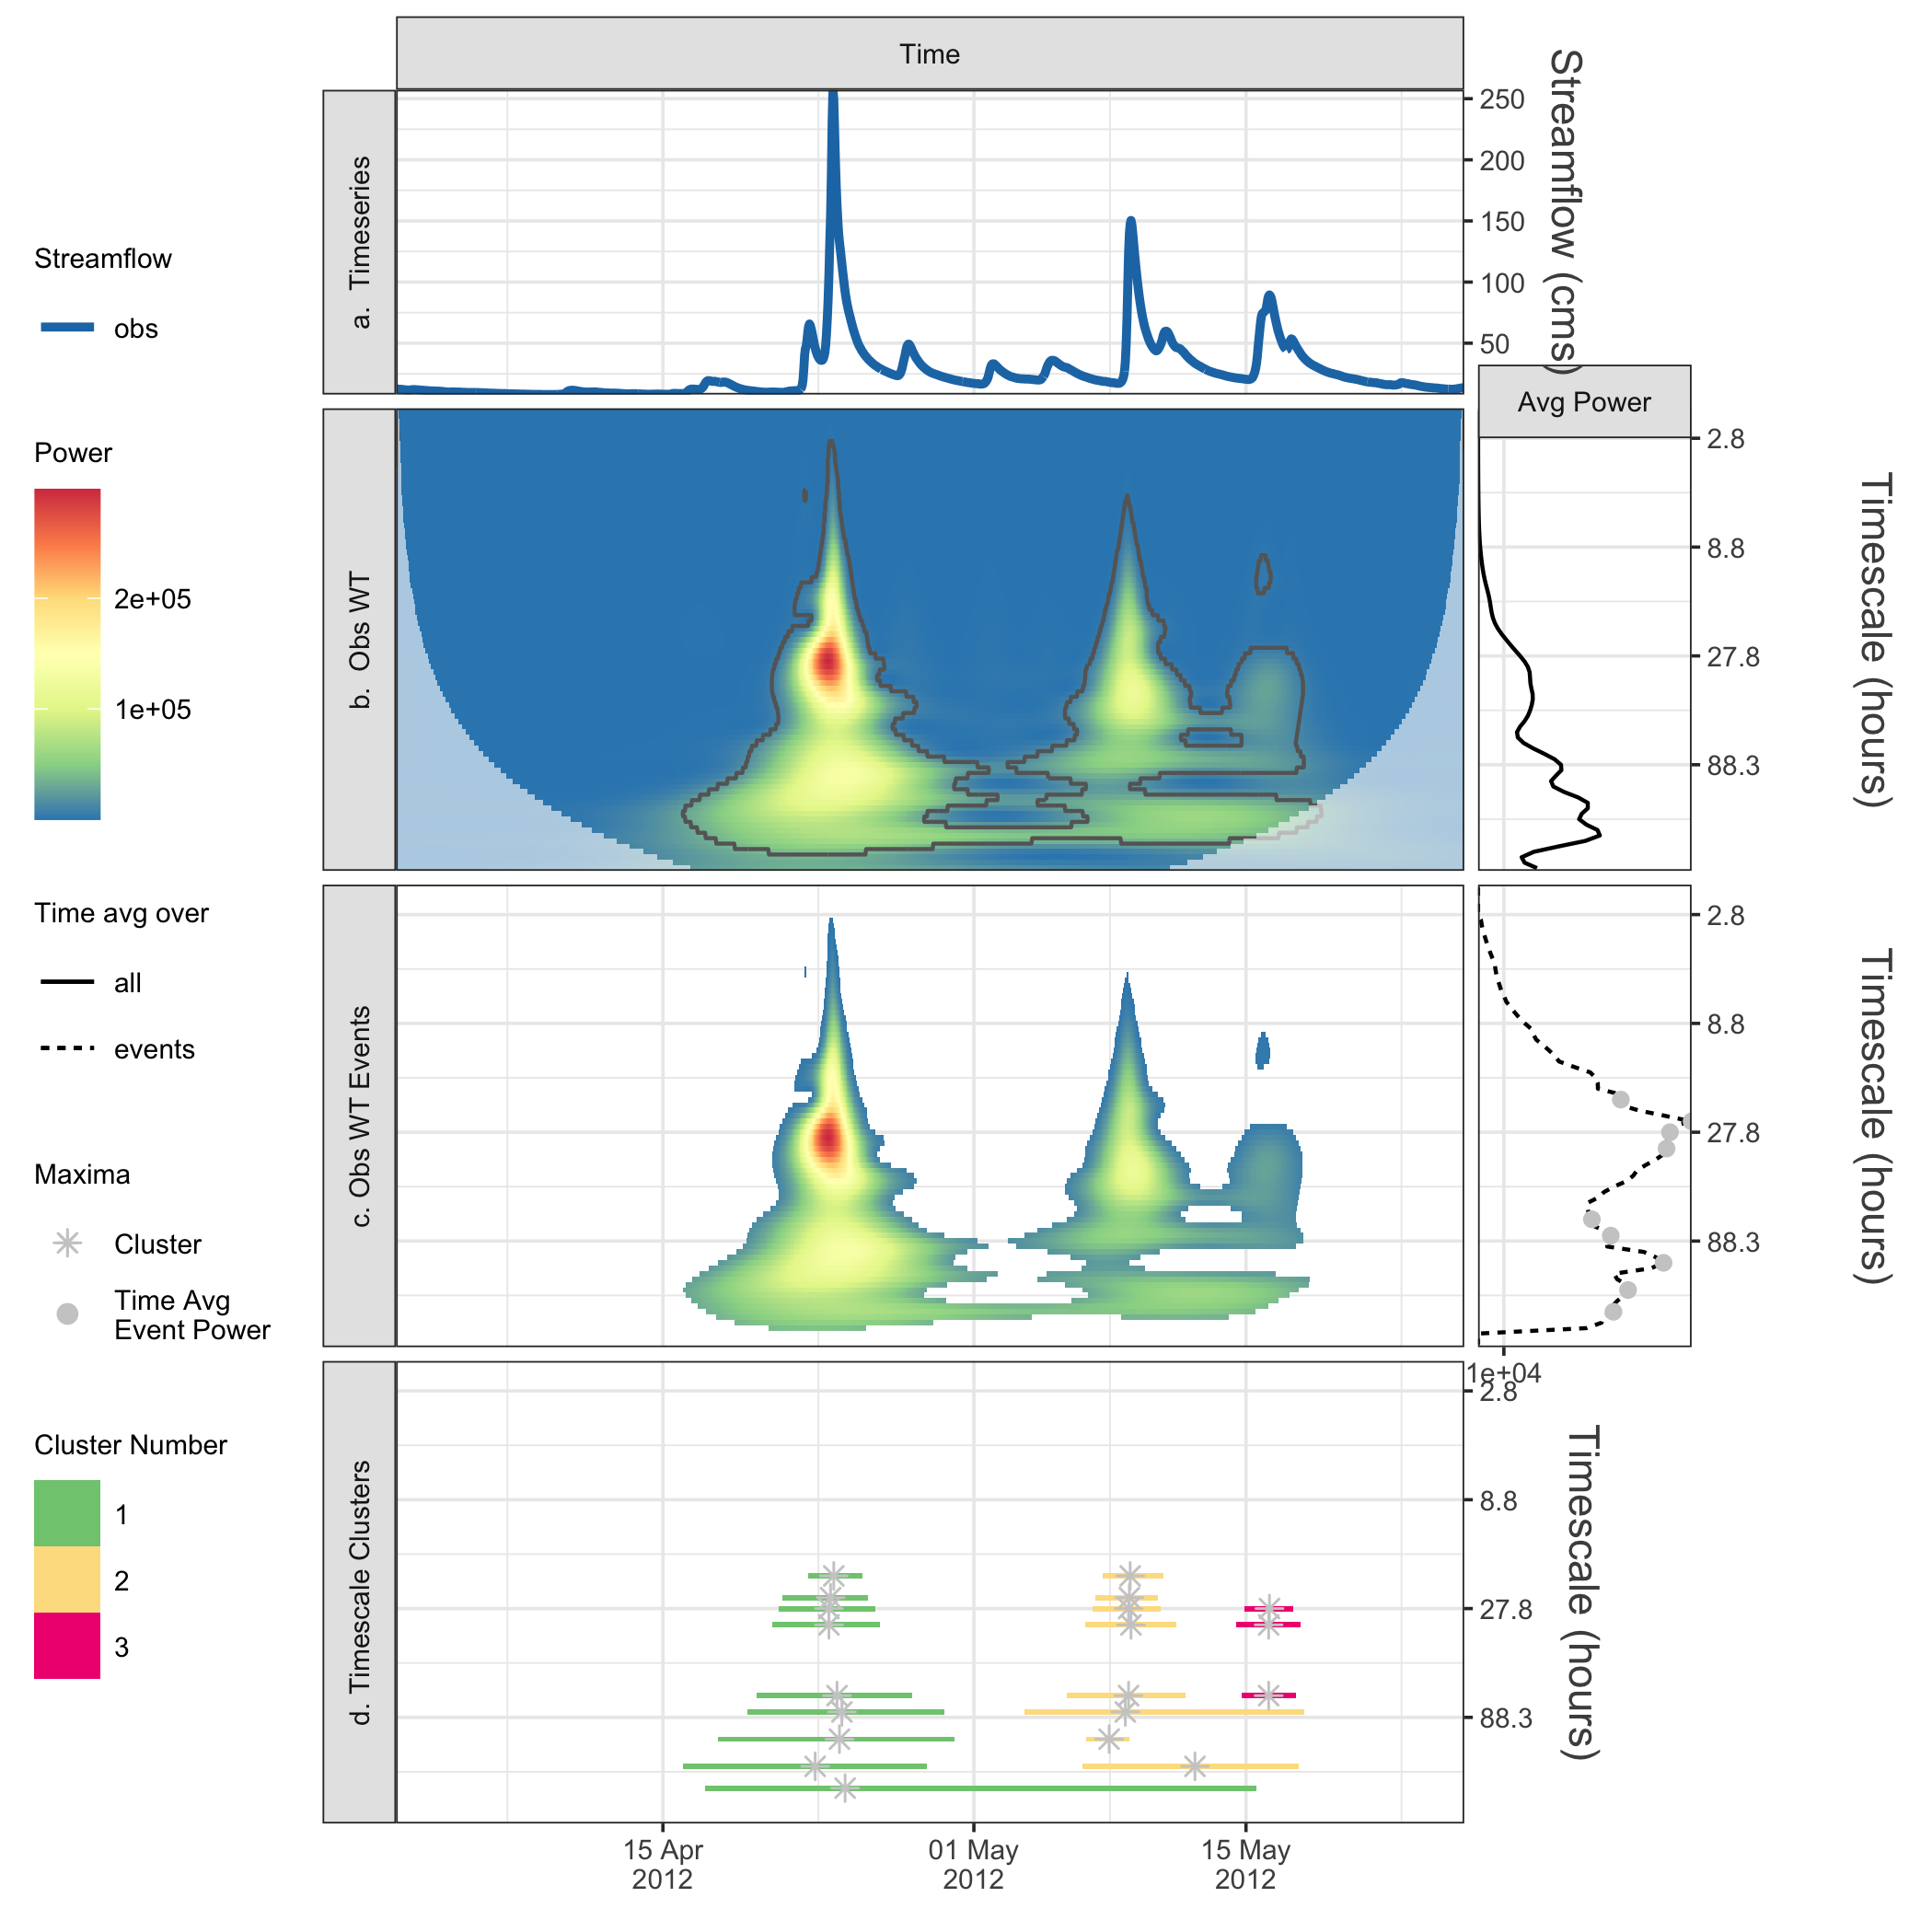 Time
a. Timeseries
250
200
150
100
50
Streamflow (cms)
Streamflow
obs
Power
2e+05
1e+05
b. Obs WT
Avg Power
2.8
8.8
27.8
88.3
Timescale (hours)
Time avg over
all
events
Maxima
Cluster
Time Avg
Event Power
c. Obs WT Events
2.8
8.8
27.8
88.3
Timescale (hours)
1e+04
Cluster Number
1
2
3
d. Timescale Clusters
2.8
8.8
27.8
88.3
Timescale (hours)
15 Apr
2012
01 May
2012
15 May
2012